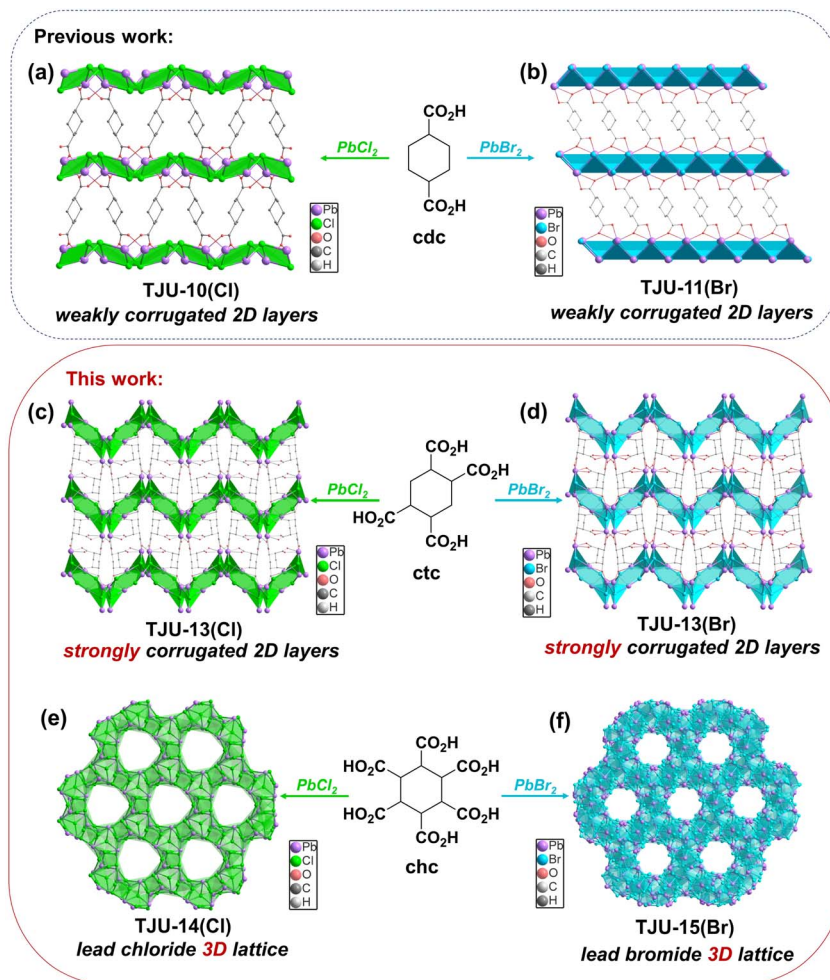 Previous work:
(a)
(b)
CO₂H
PbCl₂
PbBr₂
CO₂H
cdc
Pb
Cl
O
C
H
Pb
Br
O
C
H
TJU-10(Cl)
weakly corrugated 2D layers
TJU-11(Br)
weakly corrugated 2D layers
This work:
(c)
(d)
CO₂H
CO₂H
PbCl₂
PbBr₂
HO₂C
CO₂H
ctc
Pb
Cl
O
C
H
Pb
Br
O
C
H
TJU-13(Cl)
strongly corrugated 2D layers
TJU-13(Br)
strongly corrugated 2D layers
(e)
(f)
CO₂H
HO₂C
CO₂H
PbCl₂
PbBr₂
HO₂C
CO₂H
CO₂H
chc
Pb
Cl
O
C
H
Pb
Br
O
C
H
TJU-14(Cl)
lead chloride 3D lattice
TJU-15(Br)
lead bromide 3D lattice